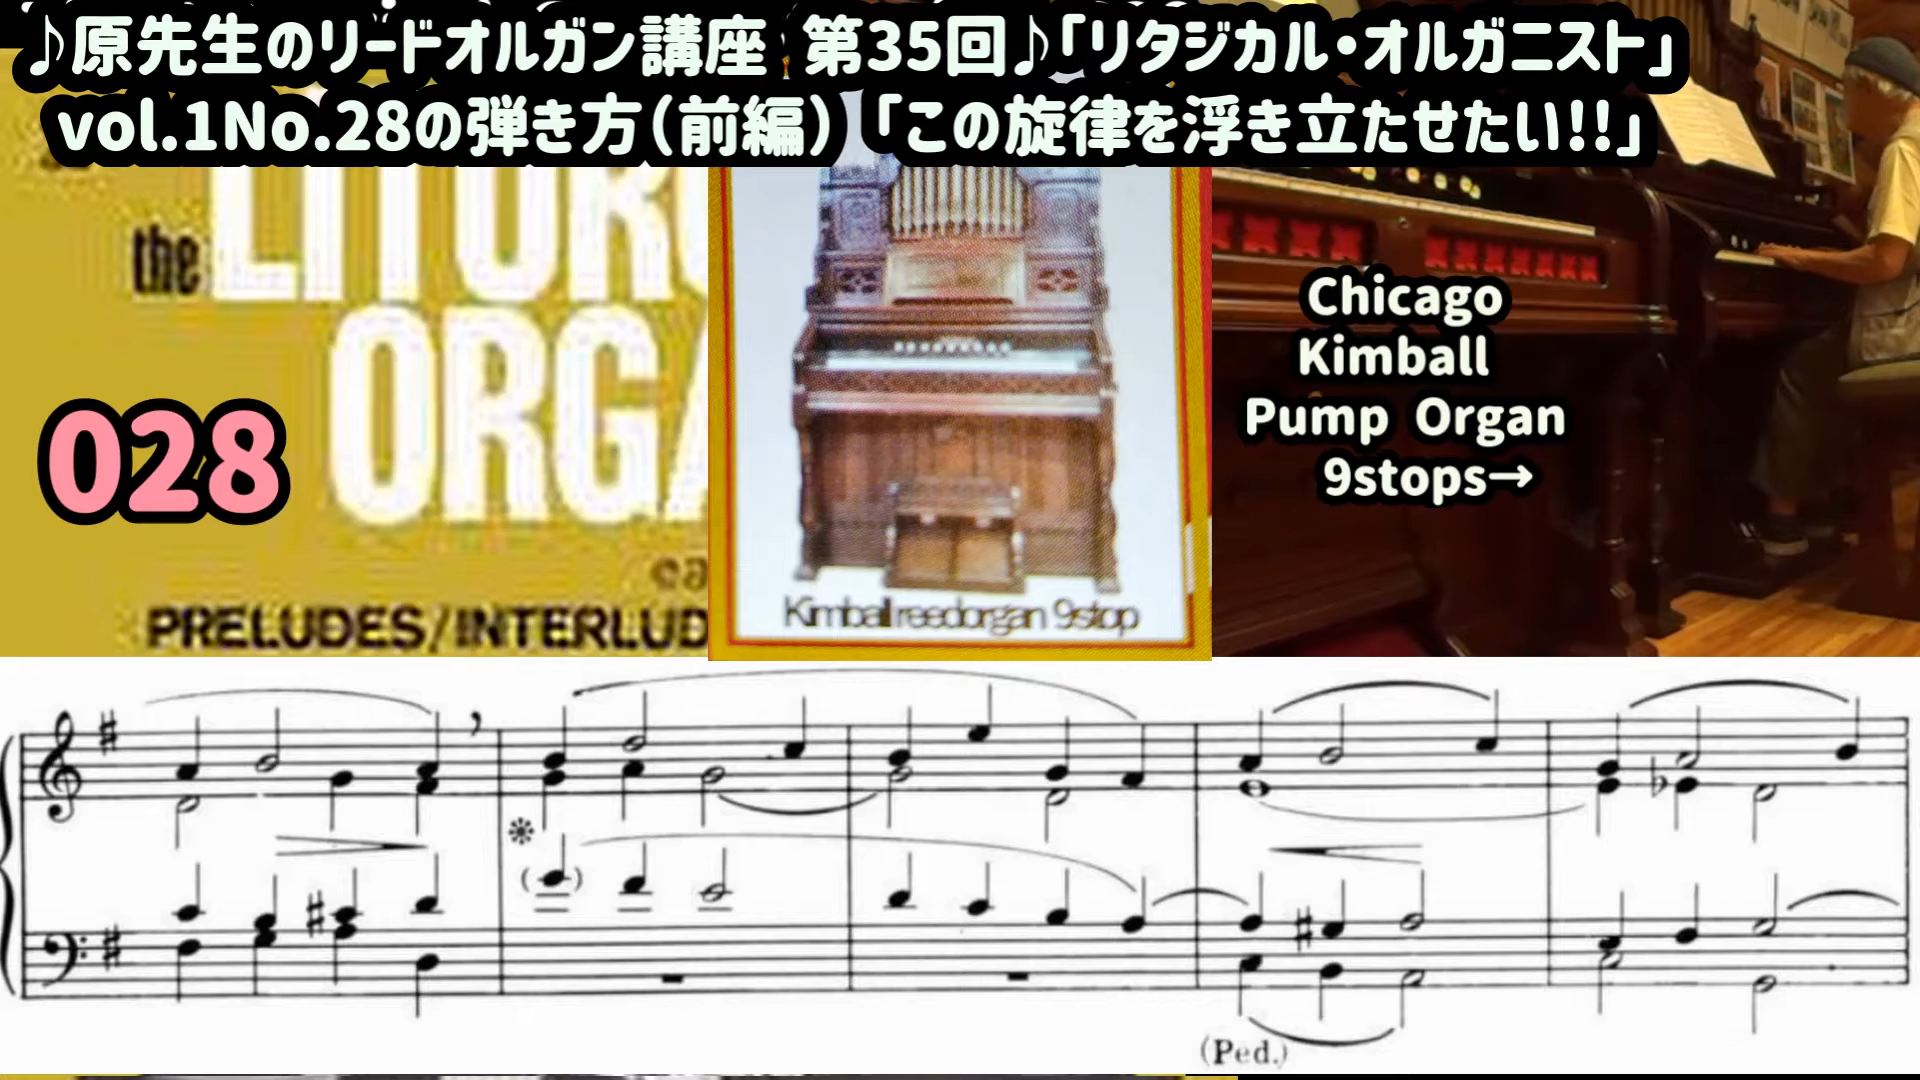 ♪原先生のリードオルガン講座 第35回♪「リタジカル・オルガニスト」
vol.1No.28の弾き方(前編)「この旋律を浮き立たせたい!!」
the
ORGA
028
PRELUDES/INTERLUD
Kimball reedorgan 9stop
Chicago
Kimball
Pump Organ
9stops→
(Ped.)